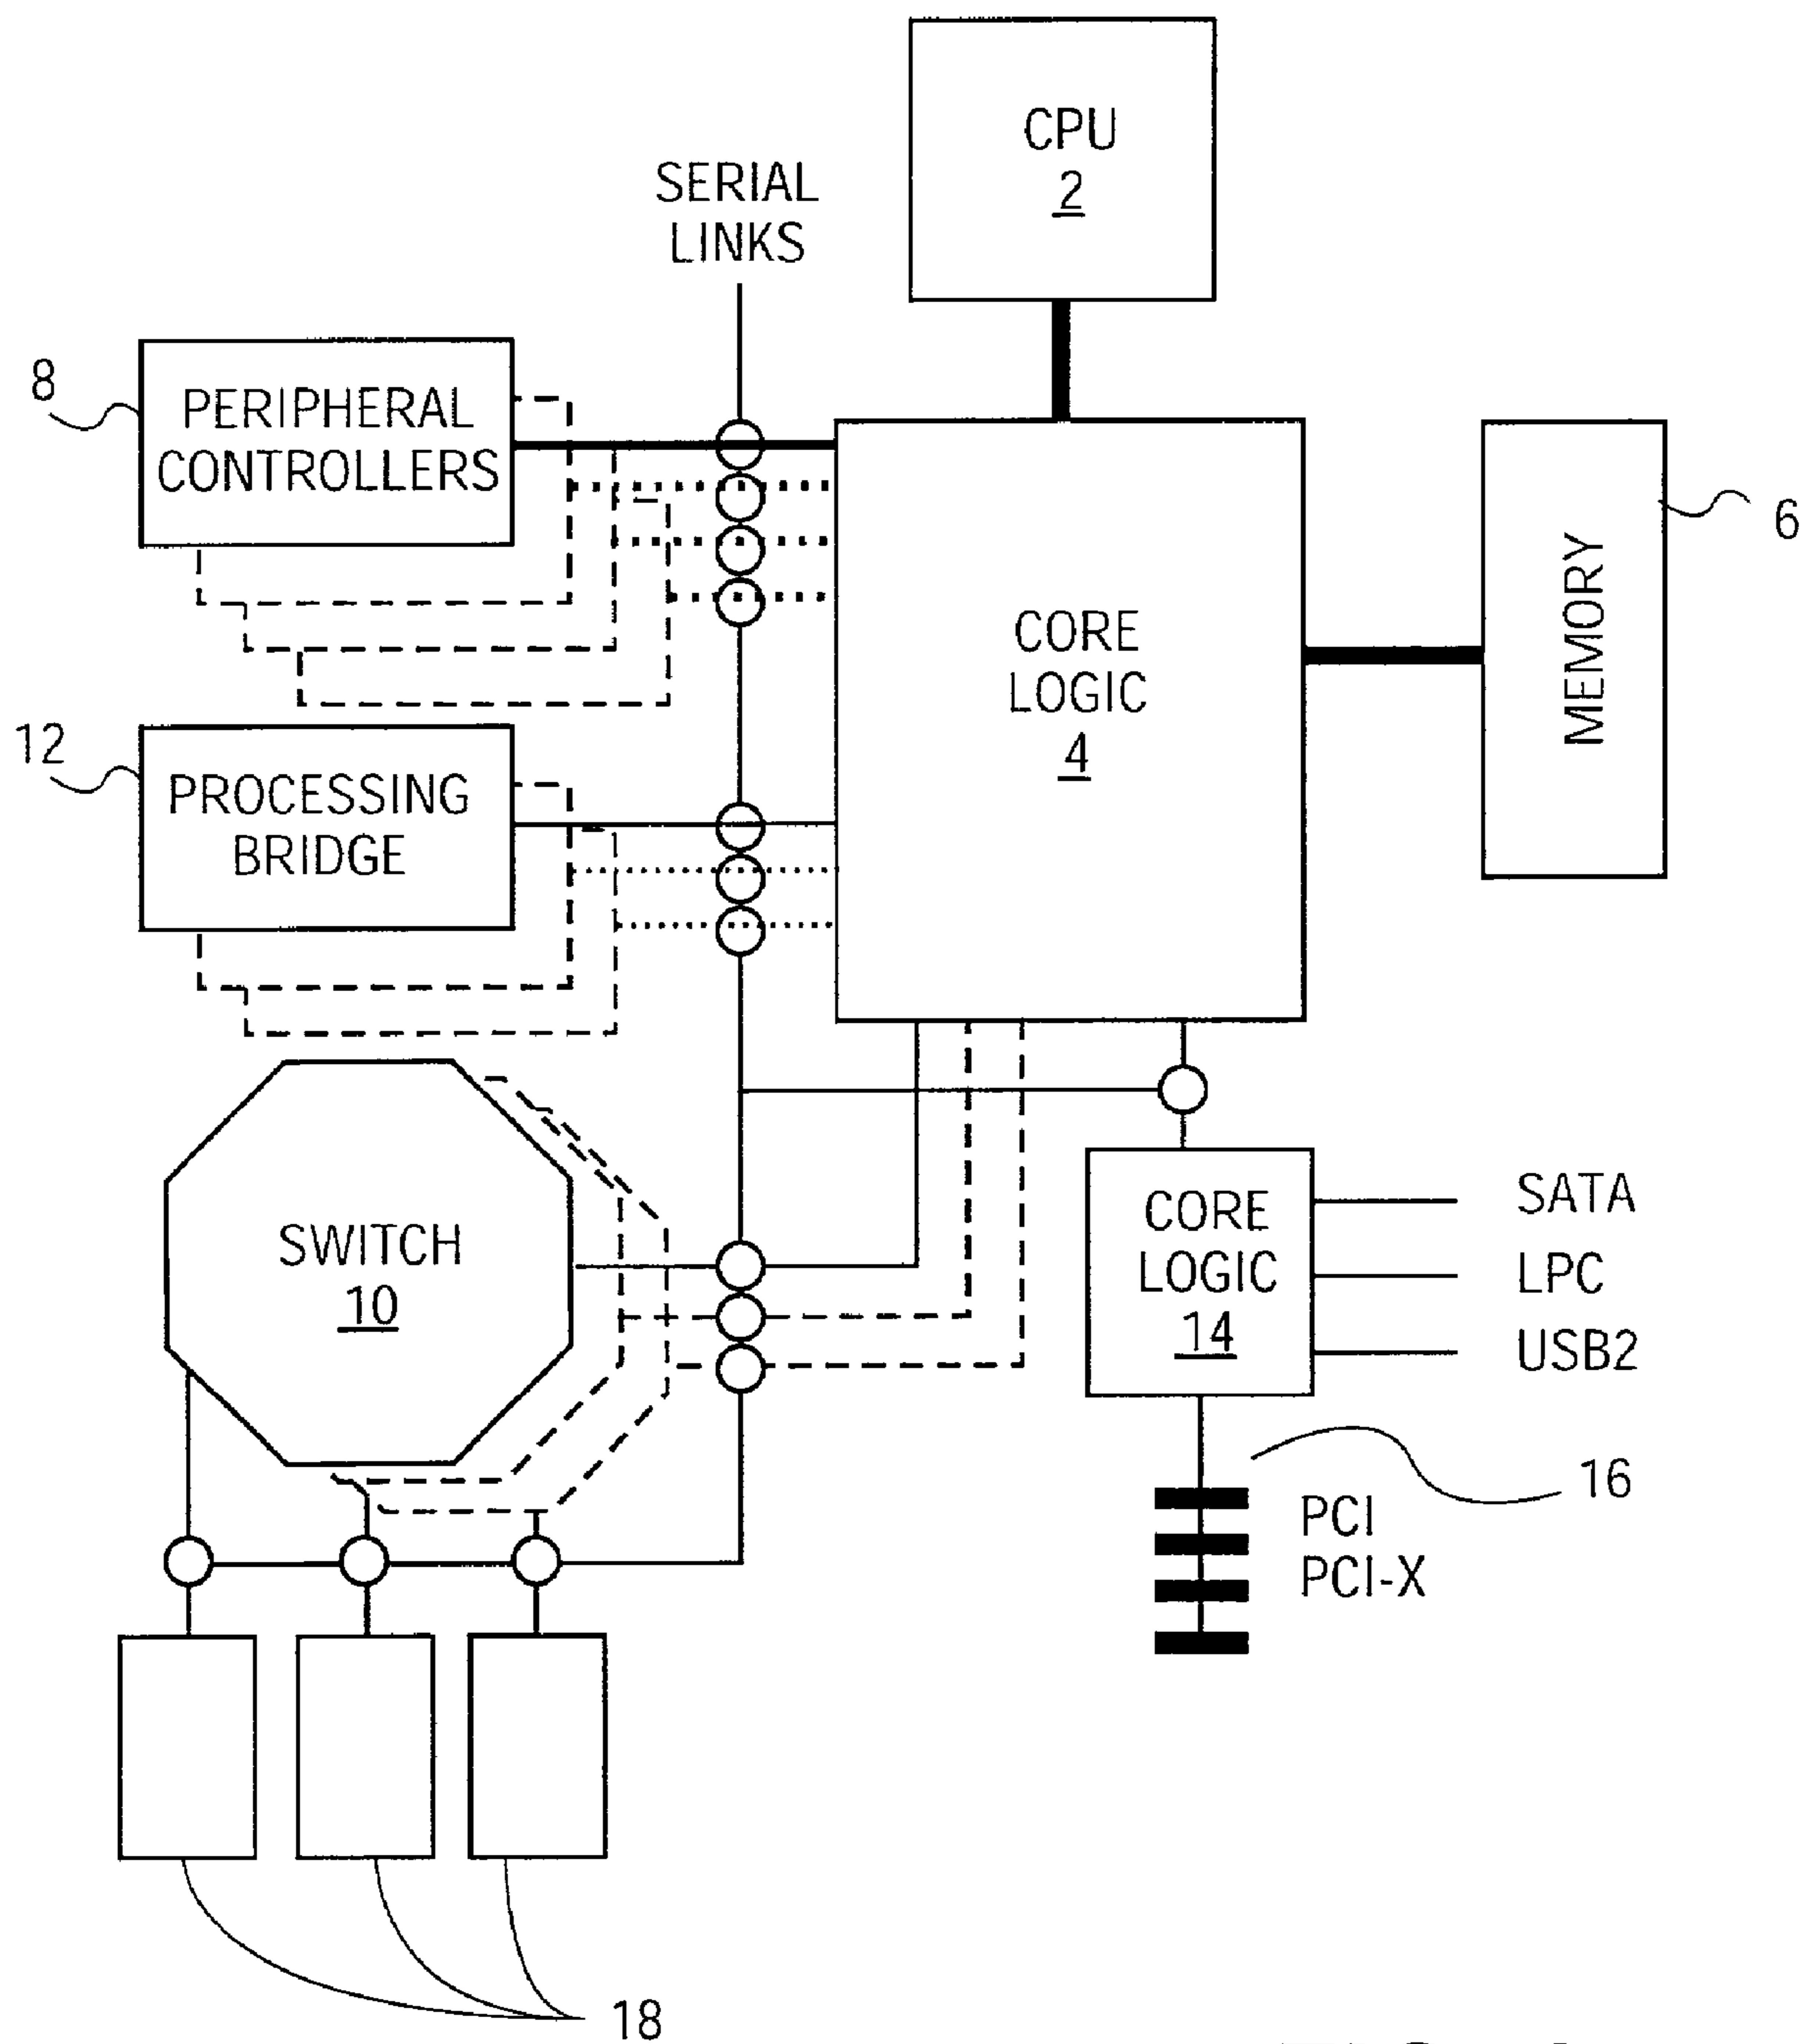 CPU
2
SERIAL
LINKS
8
PERIPHERAL
CONTROLLERS
6
MEMORY
CORE
LOGIC
4
12
PROCESSING
BRIDGE
SWITCH
10
CORE
LOGIC
14
SATA
LPC
USB2
16
PCI
PCI-X
18